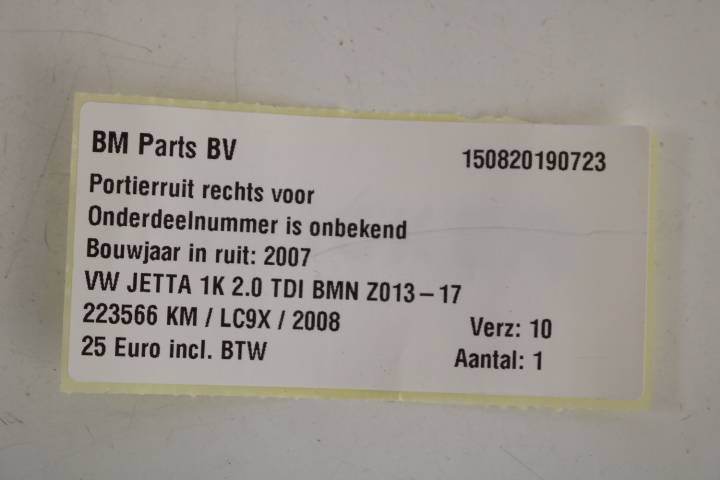 BM Parts BV 150820190723
Portierruit rechts voor
Onderdeelnummer is onbekend
Bouwjaar in ruit: 2007
VW JETTA 1K 2.0 TDI BMN Z013-17
223566 KM / LC9X / 2008 Verz: 10
25 Euro incl. BTW Aantal: 1